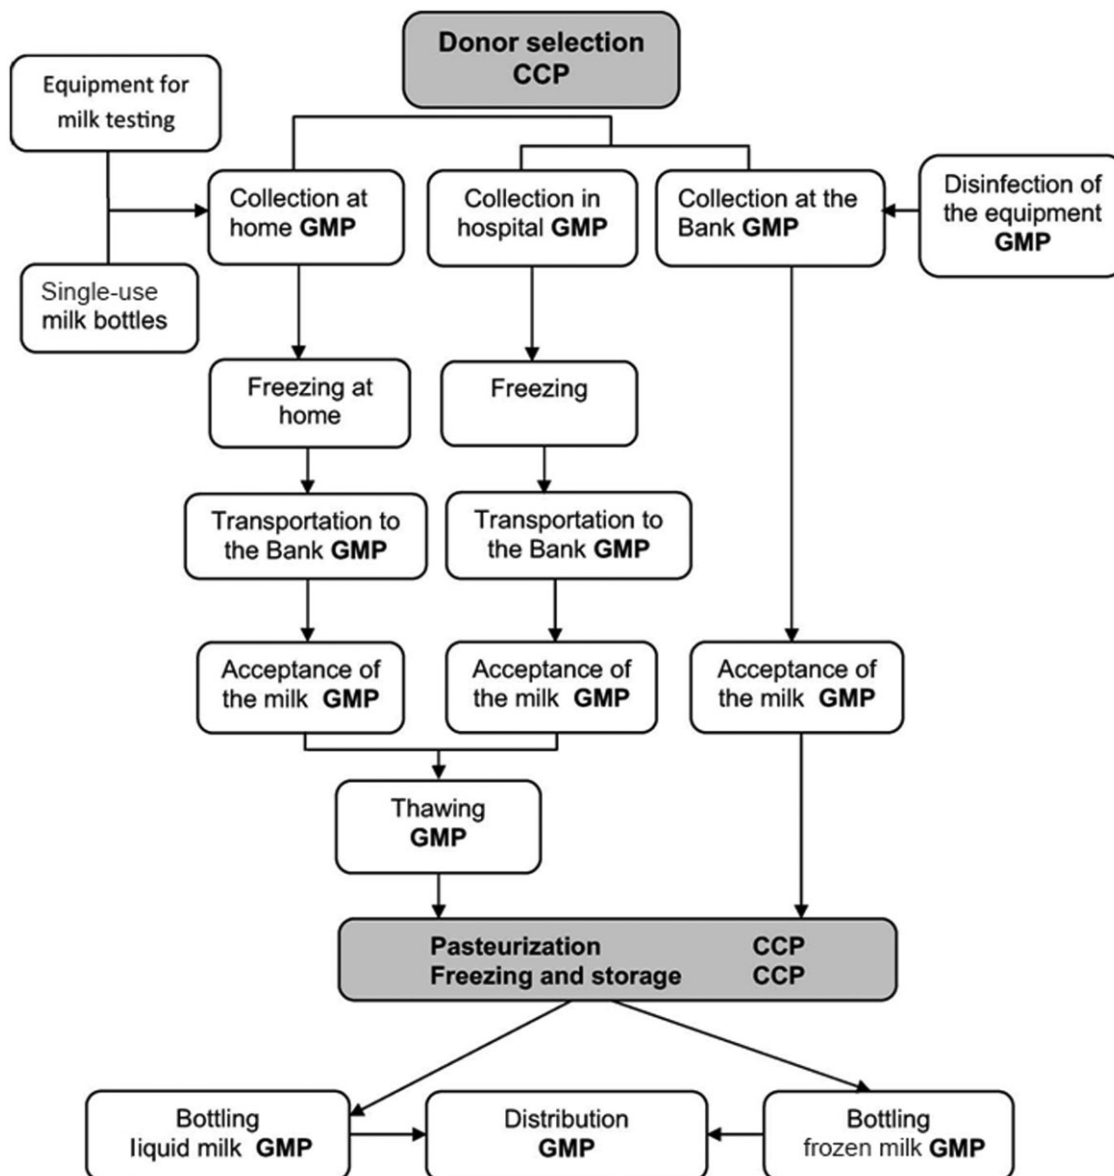 Donor selection
CCP
Equipment for
milk testing
Collection at
home GMP
Collection in
hospital GMP
Collection at the
Bank GMP
Disinfection of
the equipment
GMP
Single-use
milk bottles
Freezing at
home
Freezing
Transportation to
the Bank GMP
Transportation to
the Bank GMP
Acceptance of
the milk GMP
Acceptance of
the milk GMP
Acceptance of
the milk GMP
Thawing
GMP
Pasteurization CCP
Freezing and storage CCP
Bottling
liquid milk GMP
Distribution
GMP
Bottling
frozen milk GMP